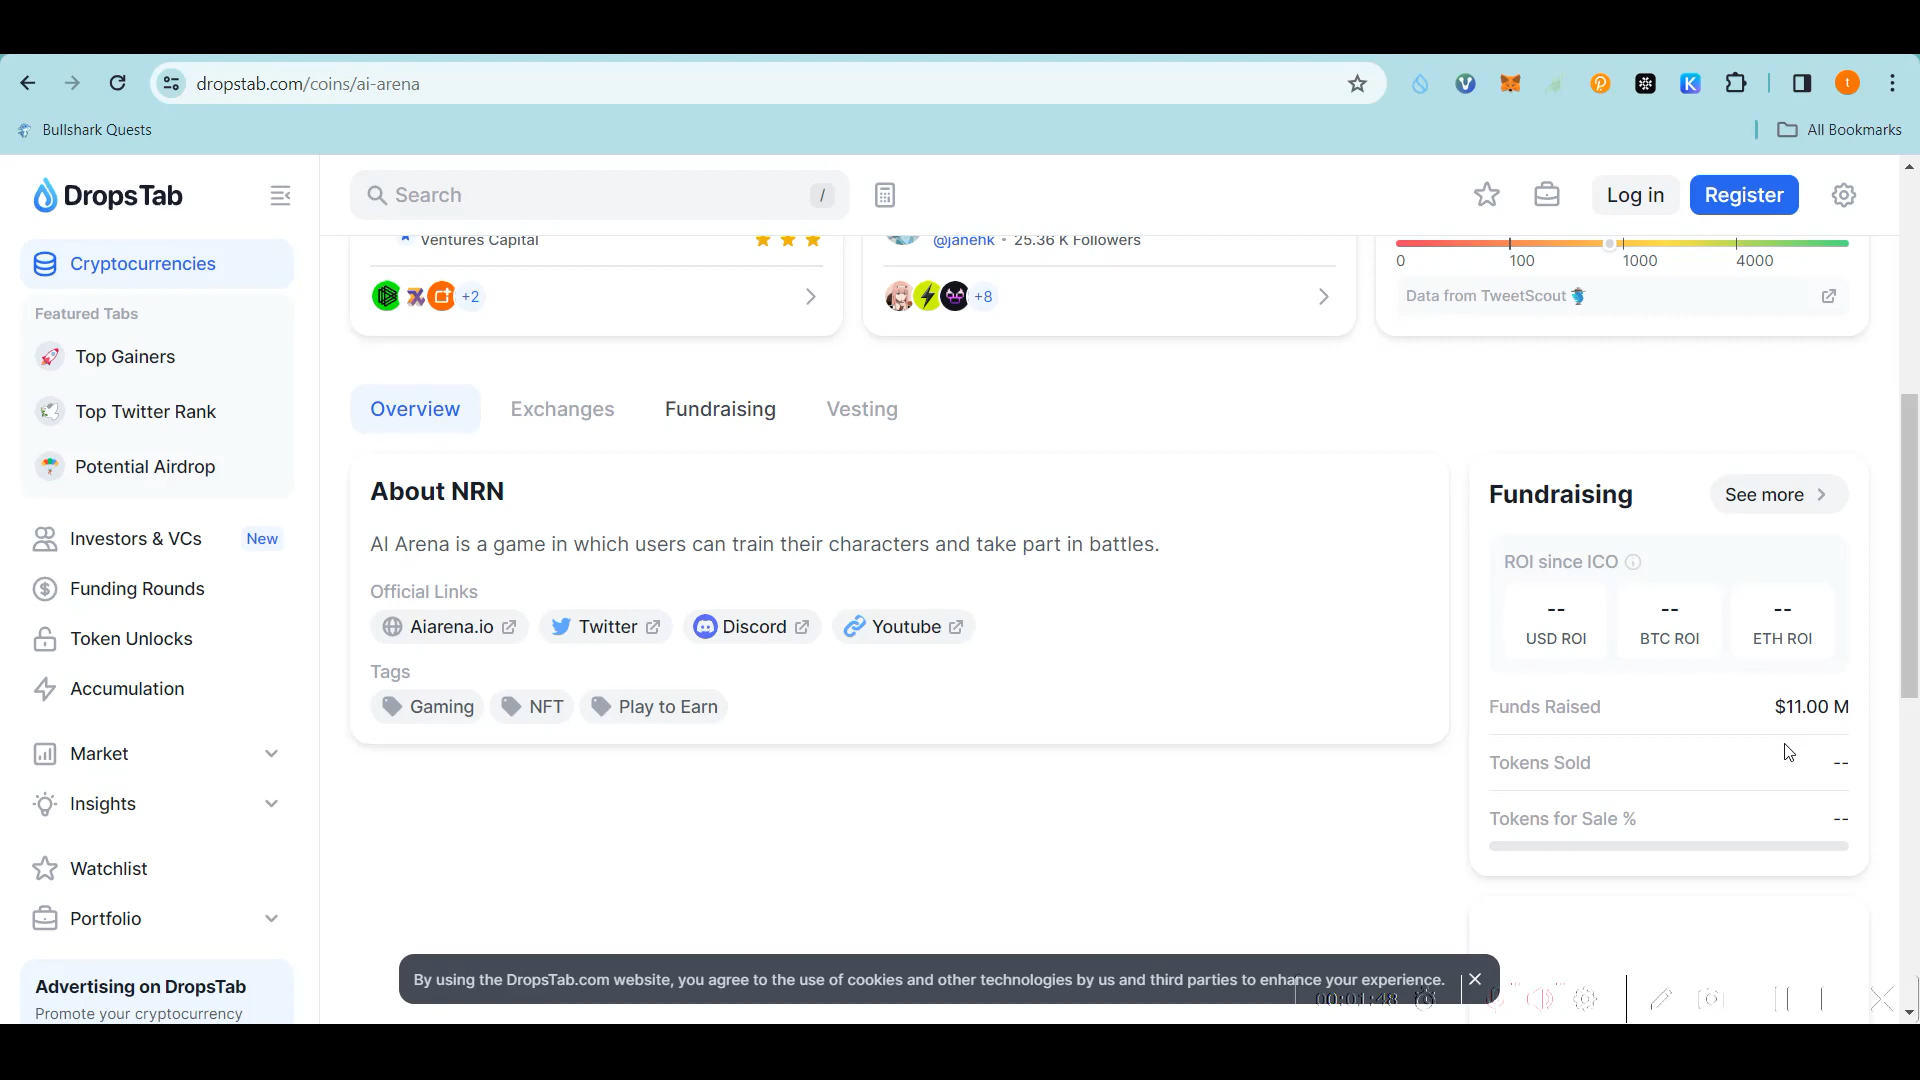 dropstab.com/coins/ai-arena
t
Bullshark Quests
All Bookmarks
DropsTab
Search
/
Log in
Register
Cryptocurrencies
Featured Tabs
Top Gainers
Top Twitter Rank
Potential Airdrop
Investors & VCs
New
Funding Rounds
Token Unlocks
Accumulation
Market
Insights
Watchlist
Portfolio
Advertising on DropsTab
Promote your cryptocurrency
Ventures Capital
+2
@janehk • 25.36 K Followers
+8
0 100 1000 4000
Data from TweetScout
Overview Exchanges Fundraising Vesting
About NRN
AI Arena is a game in which users can train their characters and take part in battles.
Official Links
Aiarena.io Twitter Discord Youtube
Tags
Gaming NFT Play to Earn
Fundraising
See more
ROI since ICO
-- -- --
USD ROI BTC ROI ETH ROI
Funds Raised $11.00 M
Tokens Sold --
Tokens for Sale % --
By using the DropsTab.com website, you agree to the use of cookies and other technologies by us and third parties to enhance your experience.
00:01:48